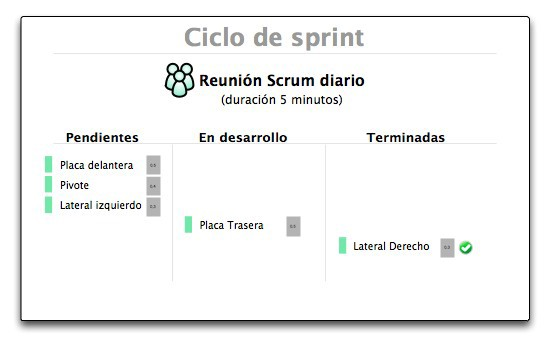 Ciclo de sprint
Reunión Scrum diario
(duración 5 minutos)
Pendientes
En desarrollo
Terminadas
Placa delantera
Pivote
Lateral izquierdo
Placa Trasera
Lateral Derecho